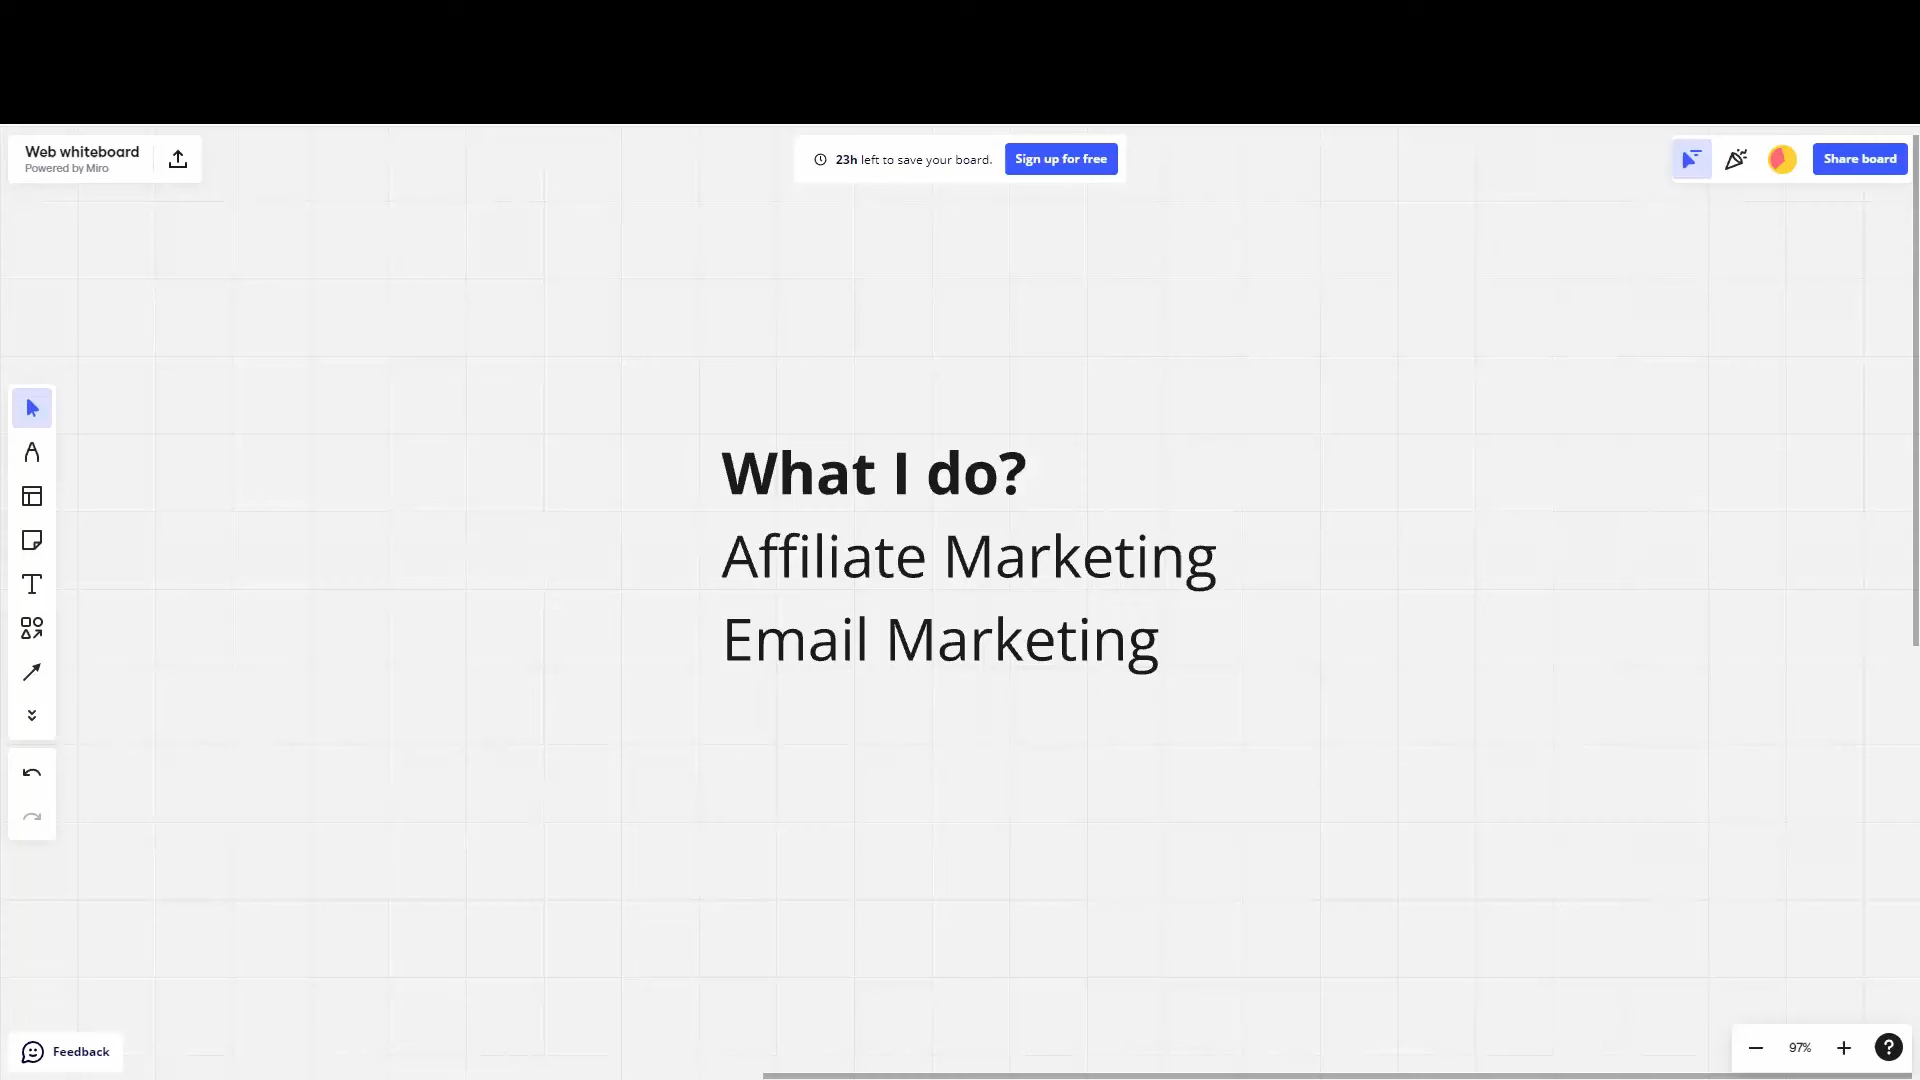 Web whiteboard
Powered by Miro
23h left to save your board.
Sign up for free
Share board
What I do?
Affiliate Marketing
Email Marketing
Feedback
97%